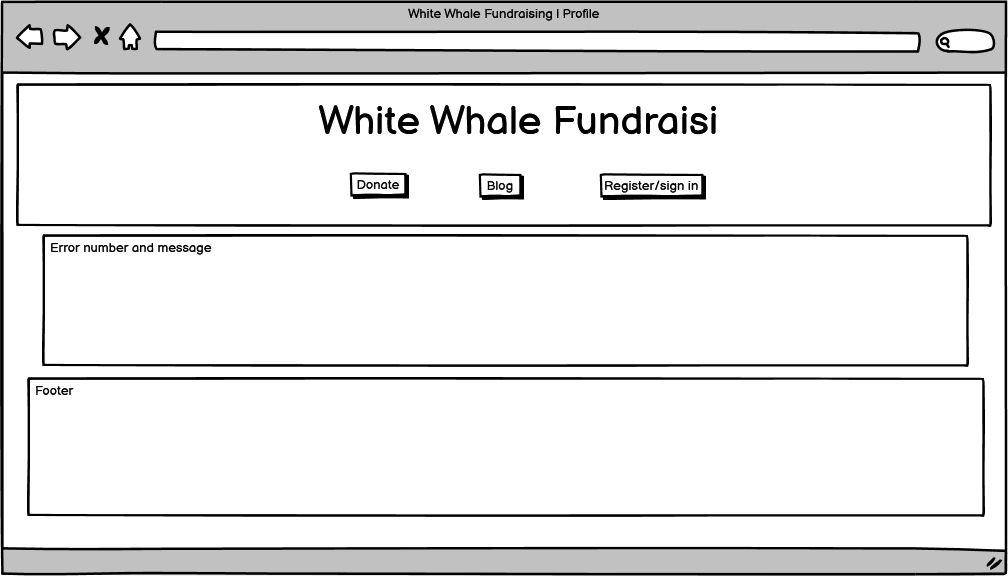 White Whale Fundraising | Profile
White Whale Fundraisi
Donate
Blog
Register/sign in
Error number and message
Footer